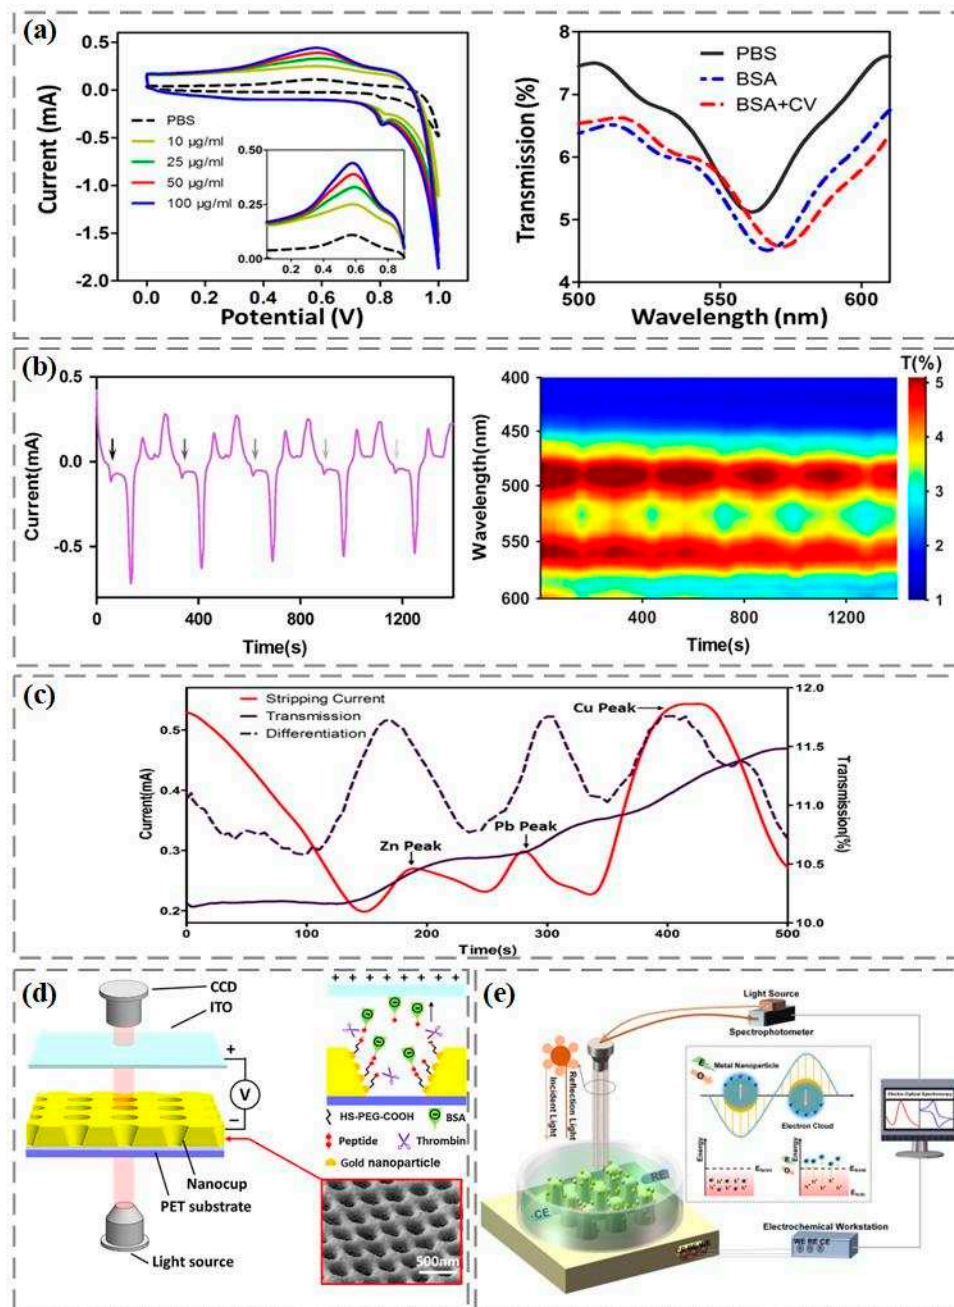 (a)
0.5
0.0
-0.5
-1.0
-1.5
-2.0
Current (mA)
PBS
10 µg/ml
25 µg/ml
50 µg/ml
100 µg/ml
0.50
0.25
0.00
0.2 0.4 0.6 0.8
0.0 0.2 0.4 0.6 0.8 1.0
Potential (V)
8
7
6
5
4
Transmission (%)
PBS
BSA
BSA+CV
500 550 600
Wavelength (nm)
(b)
0.5
0.0
-0.5
Current(mA)
0 400 800 1200
Time(s)
400
450
500
550
600
Wavelength(nm)
400 800 1200
Time(s)
T(%)
5
4
3
2
1
(c)
Stripping Current
Transmission
Differentiation
Cu Peak
Pb Peak
Zn Peak
0.5
0.4
0.3
0.2
Current(mA)
12.0
11.5
11.0
10.5
10.0
Transmission(%)
0 100 200 300 400 500
Time(s)
(d)
CCD
ITO
+
V
−
Nanocup
PET substrate
Light source
+ + + + + + + +
HS-PEG-COOH
BSA
Peptide
Thrombin
Gold nanoparticle
500nm
(e)
Light Source
Spectrophotometer
Incident Light
Reflection Light
Metal Nanoparticle
Electron Cloud
Energy
Energy
Electro-Optical Spectroscopy
CE
RE
Electrochemical Workstation
WE RE CE